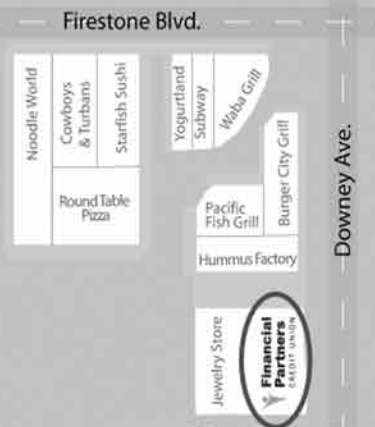 Firestone Blvd.
Noodle World
Cowboys
& Turbans
Starfish Sushi
Round Table
Pizza
Yogurtland
Subway
Waba Grill
Burger City Grill
Pacific
Fish Grill
Hummus Factory
Downey Ave.
Jewelry Store
Financial
Partners
CREDIT UNION